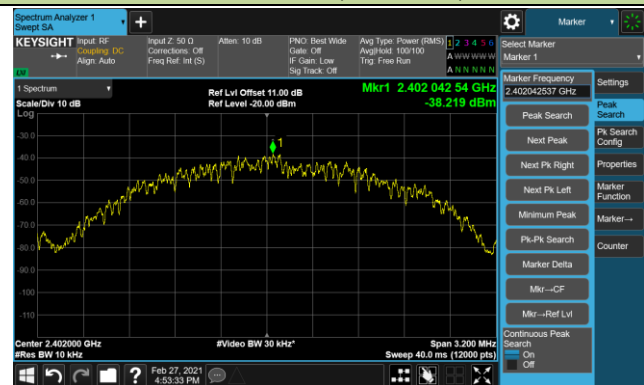 Spectrum Analyzer 1
Swept SA
Marker
KEYSIGHT
Input: RF
Coupling: DC
Align: Auto
Input Z: 50 Ω
Corrections: Off
Freq Ref: Int (S)
Atten: 10 dB
PNO: Best Wide
Gate: Off
IF Gain: Low
Sig Track: Off
Avg Type: Power (RMS)
Avg|Hold: 100/100
Trig: Free Run
1 2 3 4 5 6
A W W W W W
A N N N N N
Select Marker
Marker 1
LXI
1 Spectrum
Scale/Div 10 dB
Log
Ref Lvl Offset 11.00 dB
Ref Level -20.00 dBm
Mkr1 2.402 042 54 GHz
-38.219 dBm
1
-30.0
-40.0
-50.0
-60.0
-70.0
-80.0
-90.0
-100
-110
Center 2.402000 GHz
#Res BW 10 kHz
#Video BW 30 kHz*
Span 3.200 MHz
Sweep 40.0 ms (12000 pts)
Marker Frequency
2.402042537 GHz
Peak Search
Next Peak
Next Pk Right
Next Pk Left
Minimum Peak
Pk-Pk Search
Marker Delta
Mkr→CF
Mkr→Ref Lvl
Continuous Peak
Search
On
Off
Settings
Peak
Search
Pk Search
Config
Properties
Marker
Function
Marker→
Counter
Feb 27, 2021
4:53:33 PM